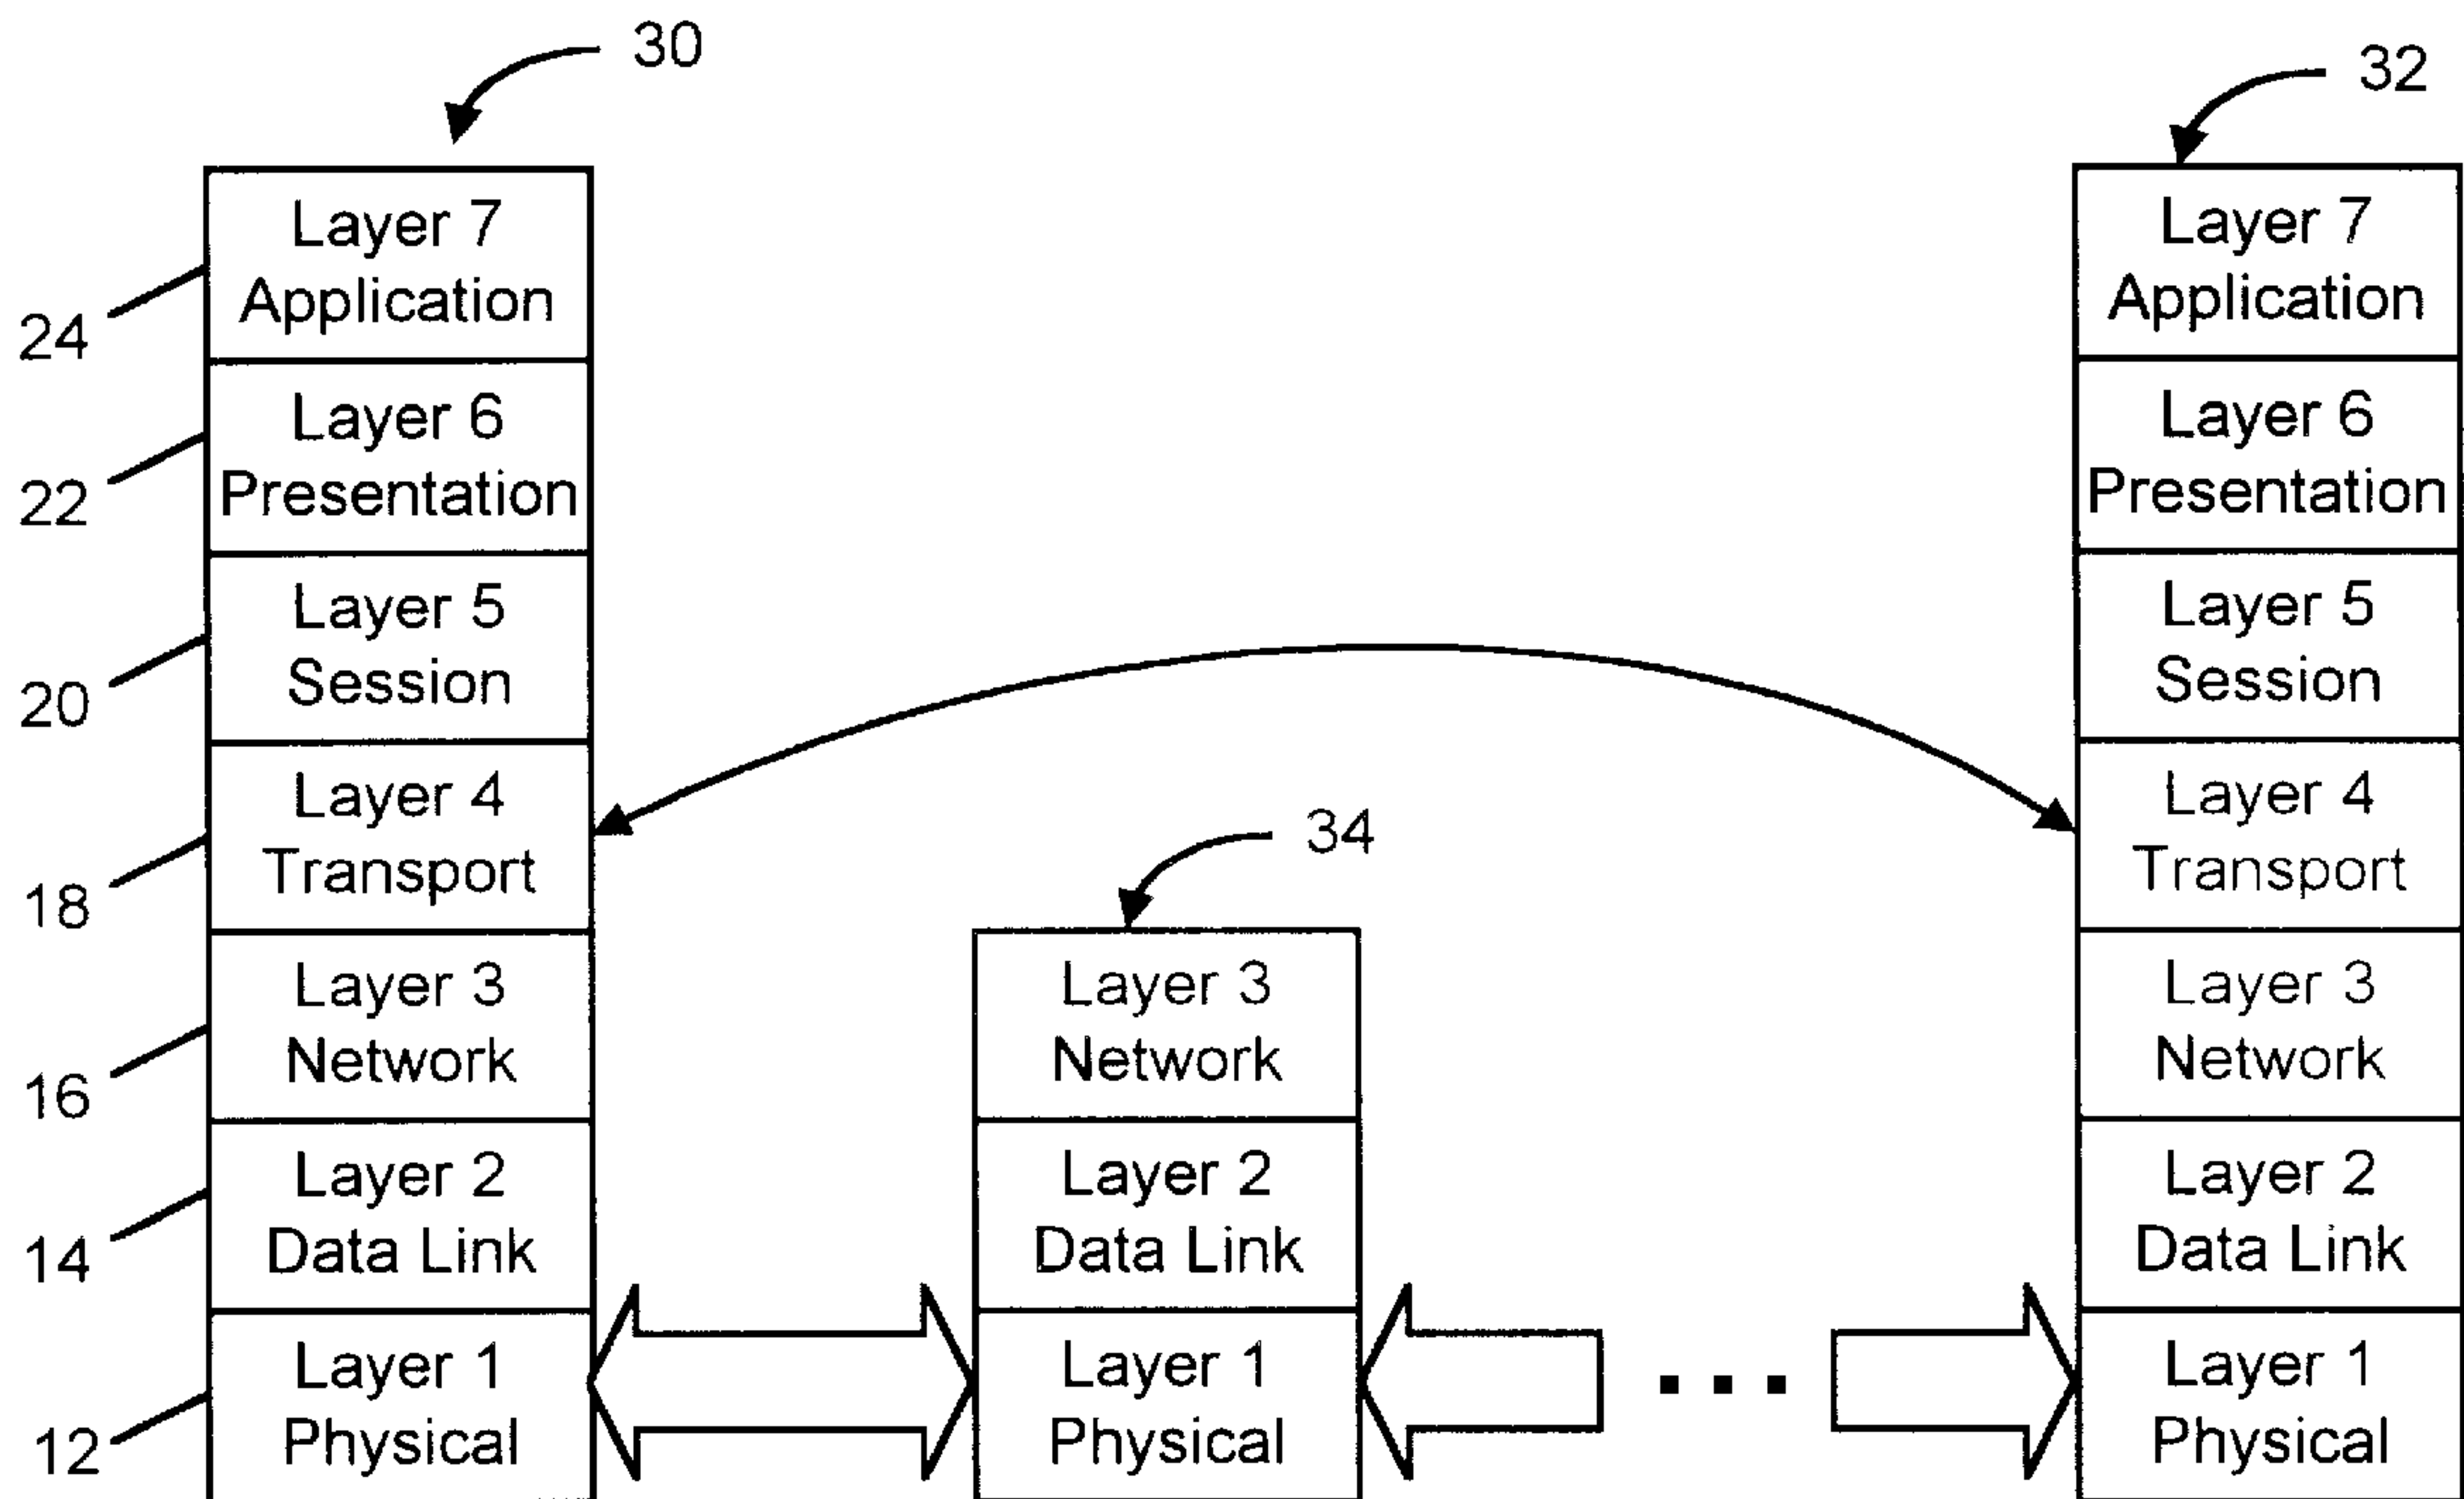 30
32
Layer 7
Application
24
Layer 6
Presentation
22
Layer 5
Session
20
Layer 4
Transport
18
Layer 3
Network
16
Layer 2
Data Link
14
Layer 1
Physical
12
34
Layer 3
Network
Layer 2
Data Link
Layer 1
Physical
...
Layer 7
Application
Layer 6
Presentation
Layer 5
Session
Layer 4
Transport
Layer 3
Network
Layer 2
Data Link
Layer 1
Physical